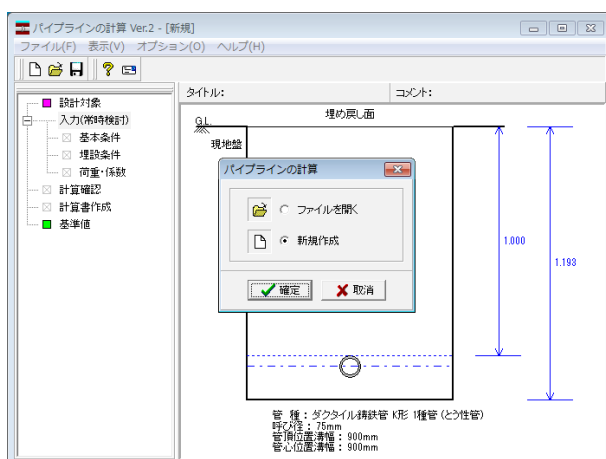 パイプラインの計算 Ver.2 - [新規]
ファイル(F) 表示(V) オプション(O) ヘルプ(H)
タイトル:
コメント:
設計対象
入力(常時検討)
基本条件
埋設条件
荷重・係数
計算確認
計算書作成
基準値
G.L.
埋め戻し面
現地盤
パイプラインの計算
ファイルを開く
新規作成
確定
取消
1.000
1.193
管 種 : ダクタイル鋳鉄管 K形 1種管 (とう性管)
呼び径 : 75mm
管頂位置溝幅 : 900mm
管心位置溝幅 : 900mm